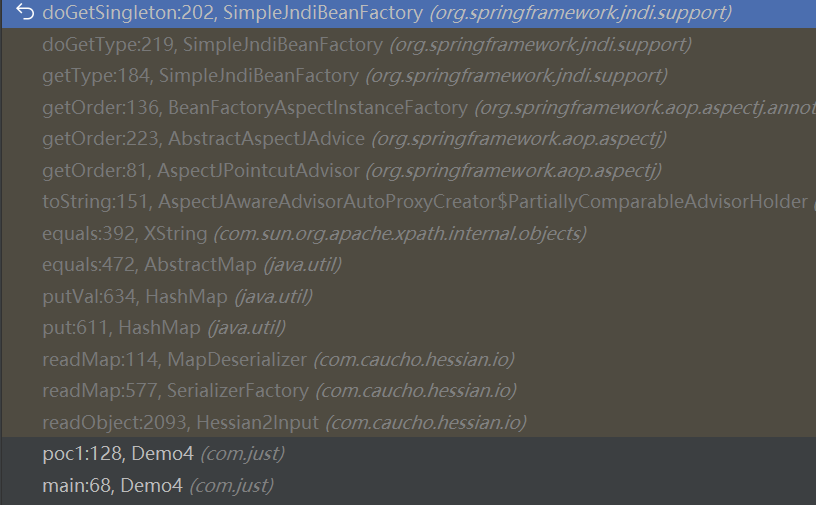 doGetSingleton:202, SimpleJndiBeanFactory (org.springframework.jndi.support)
doGetType:219, SimpleJndiBeanFactory (org.springframework.jndi.support)
getType:184, SimpleJndiBeanFactory (org.springframework.jndi.support)
getOrder:136, BeanFactoryAspectInstanceFactory (org.springframework.aop.aspectj.annot
getOrder:223, AbstractAspectJAdvice (org.springframework.aop.aspectj)
getOrder:81, AspectJPointcutAdvisor (org.springframework.aop.aspectj)
toString:151, AspectJAwareAdvisorAutoProxyCreator$PartiallyComparableAdvisorHolder (
equals:392, XString (com.sun.org.apache.xpath.internal.objects)
equals:472, AbstractMap (java.util)
putVal:634, HashMap (java.util)
put:611, HashMap (java.util)
readMap:114, MapDeserializer (com.caucho.hessian.io)
readMap:577, SerializerFactory (com.caucho.hessian.io)
readObject:2093, Hessian2Input (com.caucho.hessian.io)
poc1:128, Demo4 (com.just)
main:68, Demo4 (com.just)